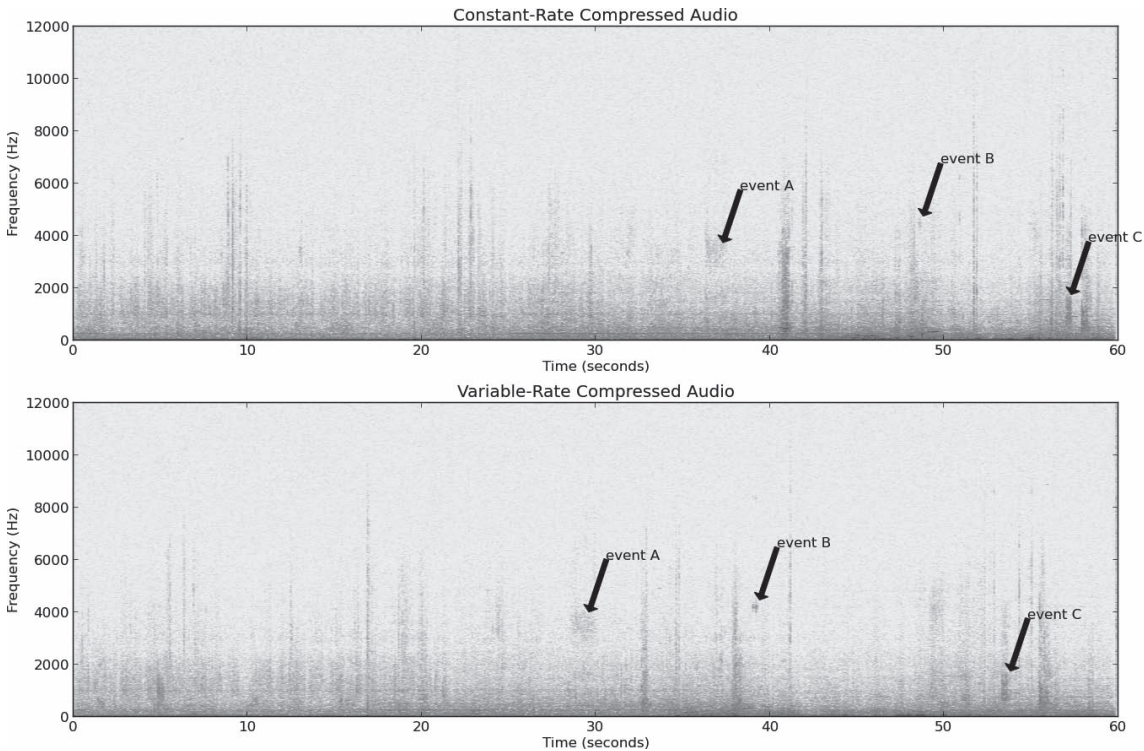 Constant-Rate Compressed Audio
12000
10000
8000
6000
4000
2000
0
Frequency (Hz)
event A
event B
event C
0 10 20 30 40 50 60
Time (seconds)
Variable-Rate Compressed Audio
12000
10000
8000
6000
4000
2000
0
Frequency (Hz)
event A
event B
event C
0 10 20 30 40 50 60
Time (seconds)